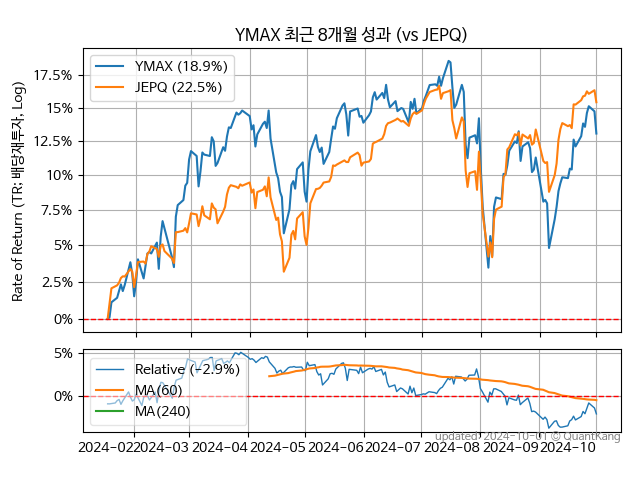 YMAX 최근 8개월 성과 (vs JEPQ)
Rate of Return (TR: 배당재투자, Log)
17.5%
15%
12.5%
10%
7.5%
5%
2.5%
0%
YMAX (18.9%)
JEPQ (22.5%)
5%
0%
Relative (−2.9%)
MA(60)
MA(240)
updated: 2024-10-01 © QuantKang
2024-02 2024-03 2024-04 2024-05 2024-06 2024-07 2024-08 2024-09 2024-10